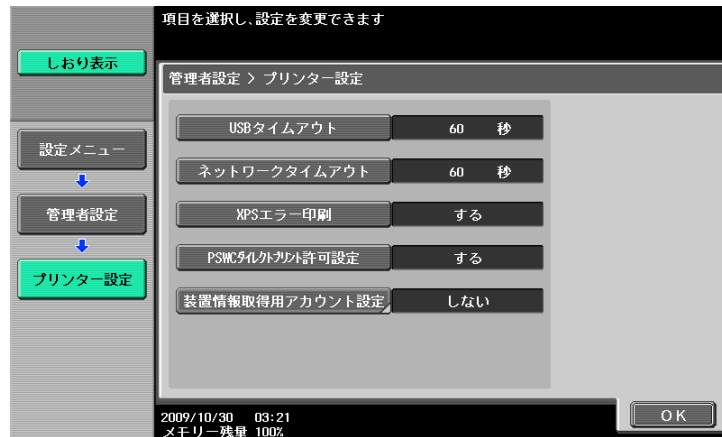 項目を選択し、設定を変更できます
しおり表示
管理者設定 > プリンター設定
USBタイムアウト 60 秒
設定メニュー
ネットワークタイムアウト 60 秒
管理者設定
XPSエラー印刷 する
PSWCダイレクトプリント許可設定 する
プリンター設定
装置情報取得用アカウント設定 しない
2009/10/30 03:21
メモリー残量 100%
OK